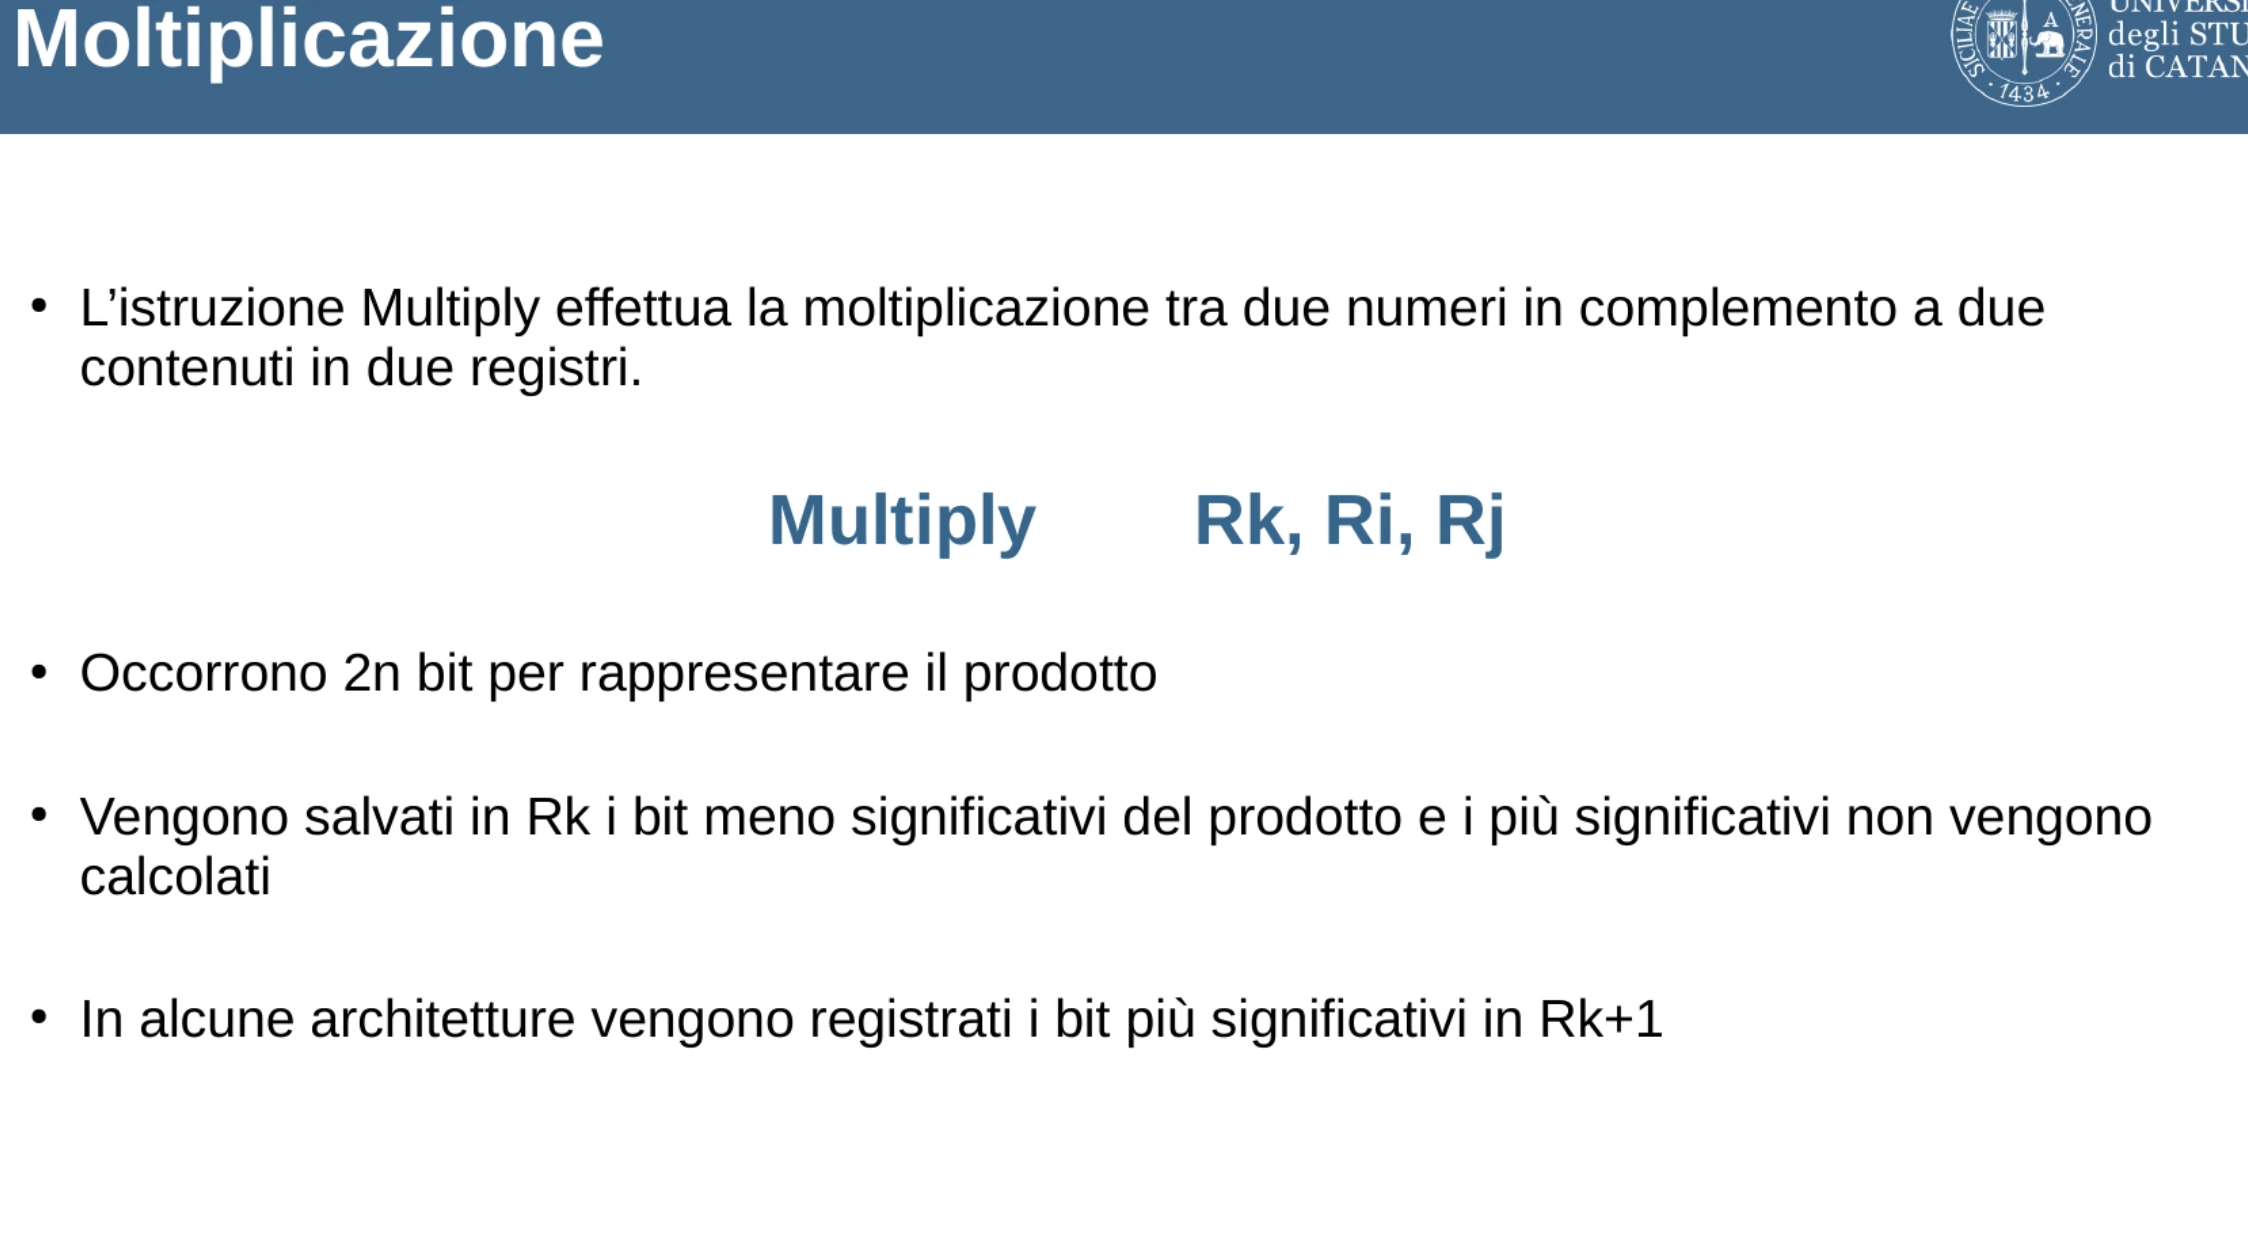 Moltiplicazione
degli STU
di CATAN
SICILIAE
NERALE
A
· 1434 ·
• L’istruzione Multiply effettua la moltiplicazione tra due numeri in complemento a due
contenuti in due registri.
Multiply Rk, Ri, Rj
• Occorrono 2n bit per rappresentare il prodotto
• Vengono salvati in Rk i bit meno significativi del prodotto e i più significativi non vengono
calcolati
• In alcune architetture vengono registrati i bit più significativi in Rk+1